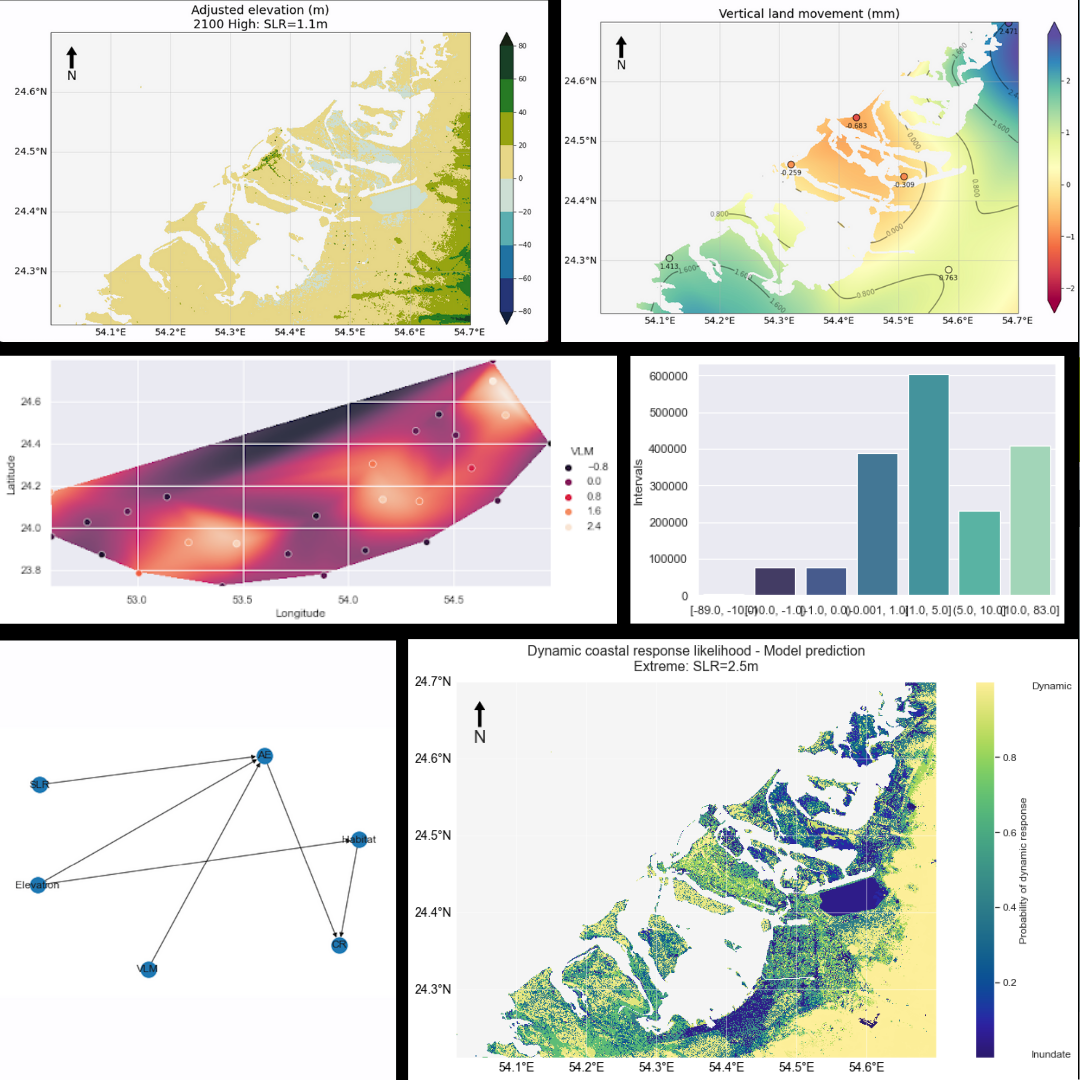 Adjusted elevation (m)
2100 High: SLR=1.1m
N
24.6°N
24.5°N
24.4°N
24.3°N
54.1°E 54.2°E 54.3°E 54.4°E 54.5°E 54.6°E 54.7°E
80
60
40
20
0
−20
−40
−60
−80
Vertical land movement (mm)
N
24.6°N
24.5°N
24.4°N
24.3°N
54.1°E 54.2°E 54.3°E 54.4°E 54.5°E 54.6°E 54.7°E
2.471
1.600
-0.683
0.000
-0.259
-0.309
0.800
0.800
0.000
1.413
1.600
1.600
1.600
0.800
0.763
2
1
0
−1
−2
Latitude
24.6
24.4
24.2
24.0
23.8
53.0 53.5 54.0 54.5
Longitude
VLM
−0.8
0.0
0.8
1.6
2.4
Intervals
600000
500000
400000
300000
200000
100000
0
(1.0, 5.0]
(5.0, 10.0]
(10.0, 83.0]
SLR
AE
Habitat
Elevation
CR
VLM
Dynamic coastal response likelihood - Model prediction
Extreme: SLR=2.5m
N
24.7°N
24.6°N
24.5°N
24.4°N
24.3°N
54.1°E 54.2°E 54.3°E 54.4°E 54.5°E 54.6°E
Dynamic
0.8
0.6
0.4
0.2
Inundate
Probability of dynamic response